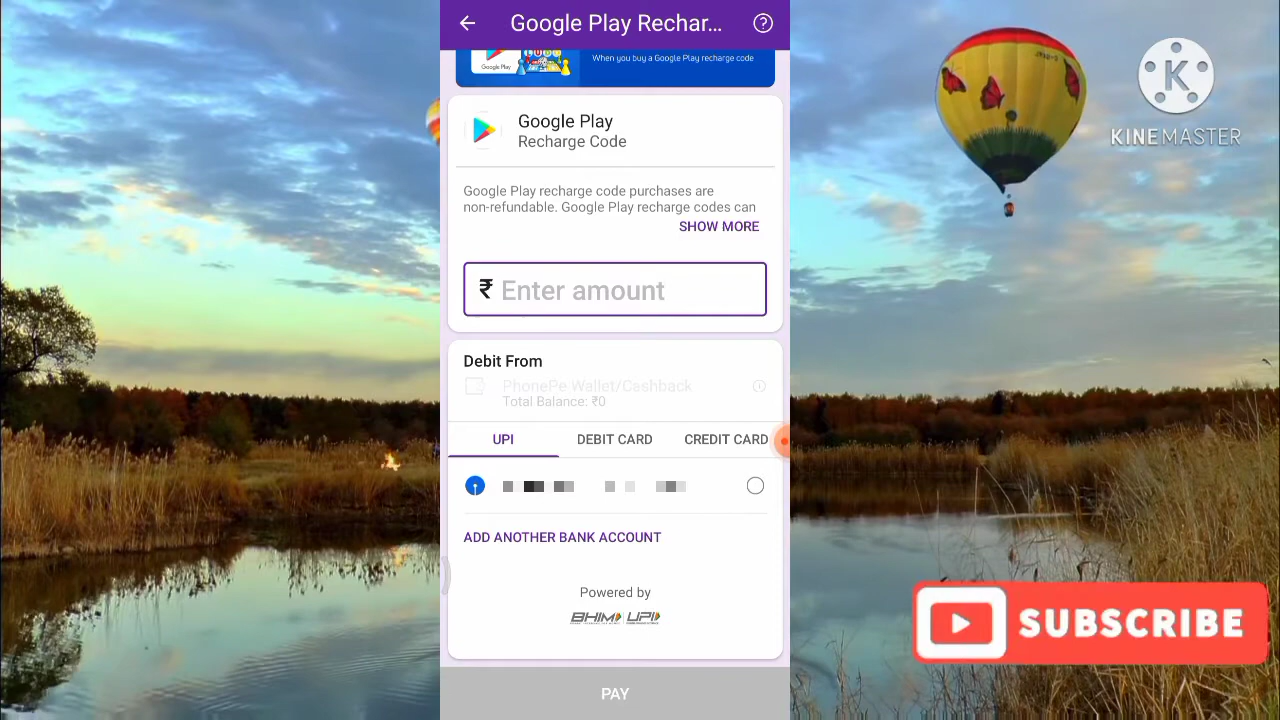 Google Play Rechar...
Google Play
When you buy a Google Play recharge code
Google Play
Recharge Code
Google Play recharge code purchases are
non-refundable. Google Play recharge codes can
SHOW MORE
₹ Enter amount
Debit From
PhonePe Wallet/Cashback
Total Balance: ₹0
UPI DEBIT CARD CREDIT CARD
ADD ANOTHER BANK ACCOUNT
Powered by
BHIM UPI
PAY
K
KINEMASTER
SUBSCRIBE